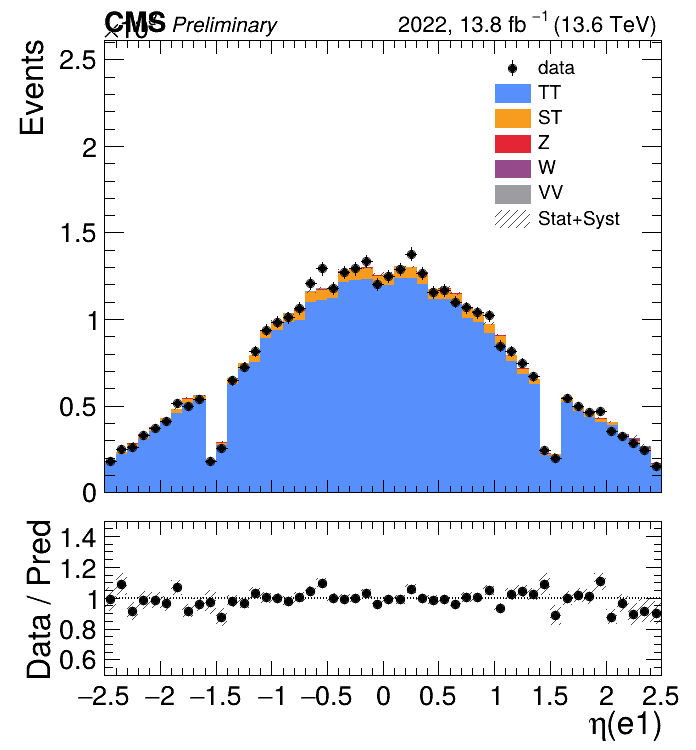 CMS Preliminary 2022, 13.8 fb⁻¹ (13.6 TeV)
Events
2.5
2
1.5
1
0.5
0
data
TT
ST
Z
W
VV
Stat+Syst
Data / Pred
1.4
1.2
1
0.8
0.6
−2.5 −2 −1.5 −1 −0.5 0 0.5 1 1.5 2 2.5
η(e1)